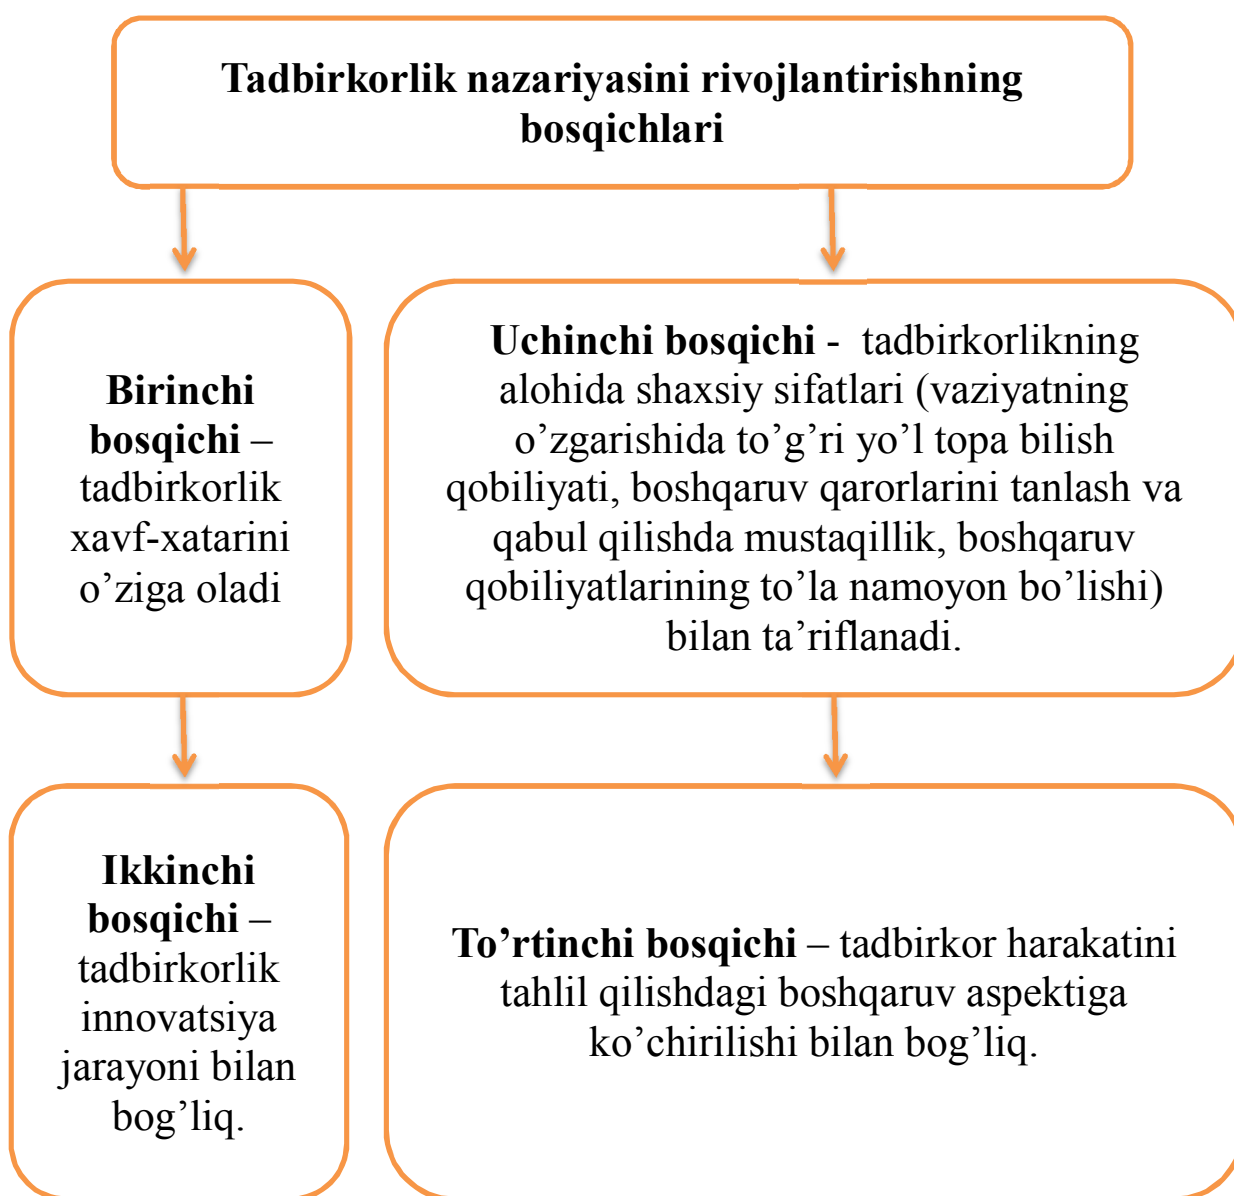 Tadbirkorlik nazariyasini rivojlantirishning
bosqichlari
Birinchi
bosqichi –
tadbirkorlik
xavf-xatarini
o’ziga oladi
Uchinchi bosqichi - tadbirkorlikning
alohida shaxsiy sifatlari (vaziyatning
o’zgarishida to’g’ri yo’l topa bilish
qobiliyati, boshqaruv qarorlarini tanlash va
qabul qilishda mustaqillik, boshqaruv
qobiliyatlarining to’la namoyon bo’lishi)
bilan ta’riflanadi.
Ikkinchi
bosqichi –
tadbirkorlik
innovatsiya
jarayoni bilan
bog’liq.
To’rtinchi bosqichi – tadbirkor harakatini
tahlil qilishdagi boshqaruv aspektiga
ko’chirilishi bilan bog’liq.